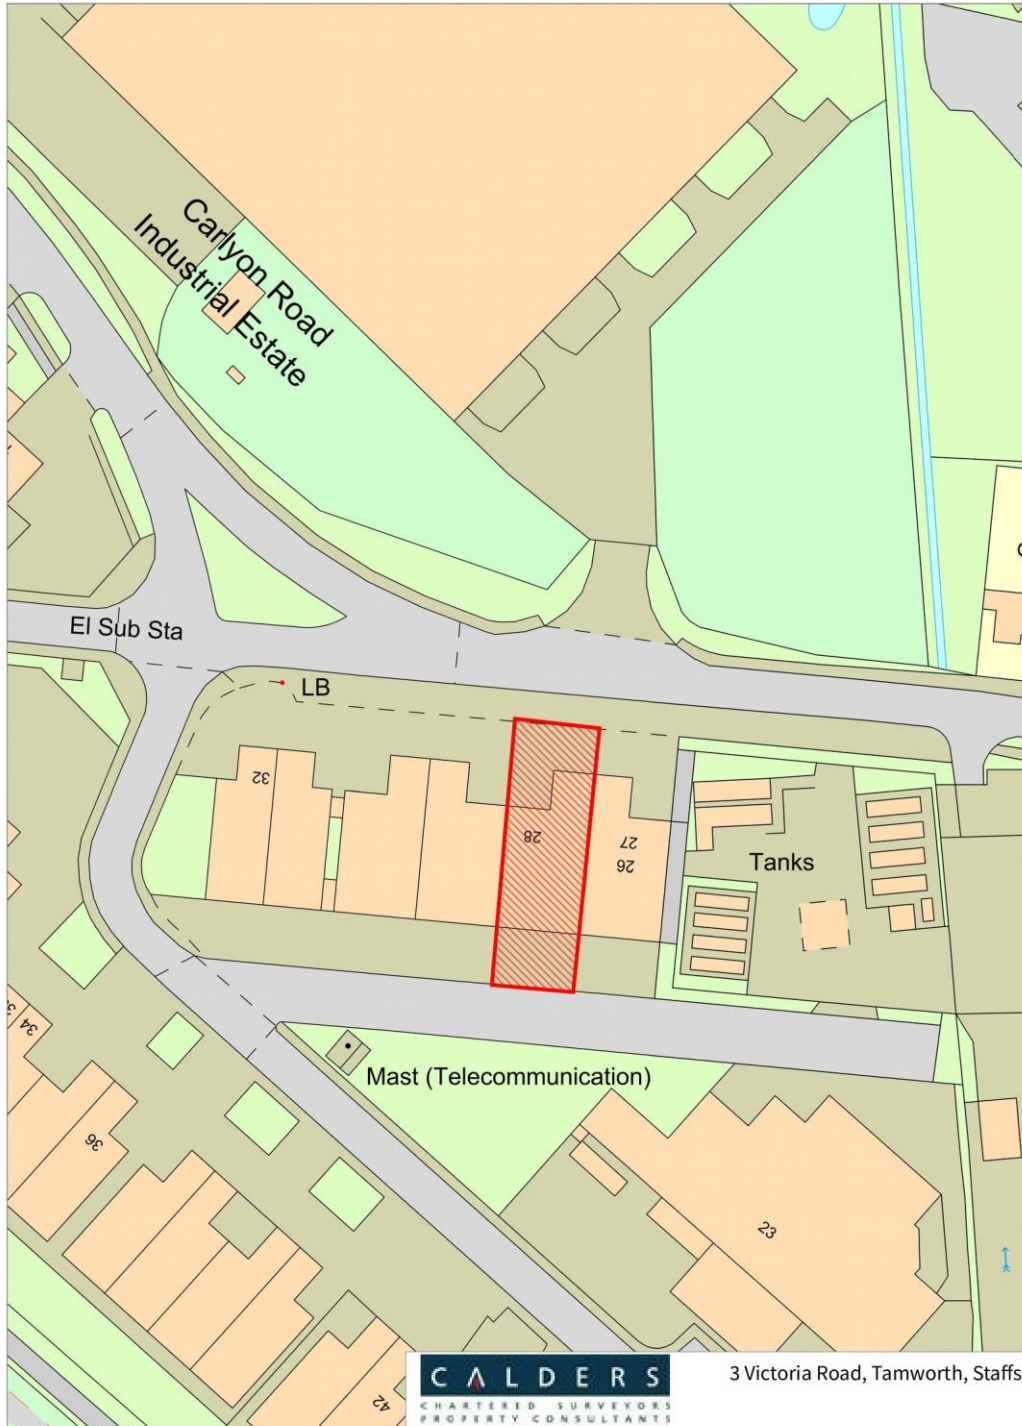 Carlyon Road
Industrial Estate
El Sub Sta
LB
32
28
27
26
Tanks
34
Mast (Telecommunication)
36
23
42
CALDERS
CHARTERED SURVEYORS
PROPERTY CONSULTANTS
3 Victoria Road, Tamworth, Staffs